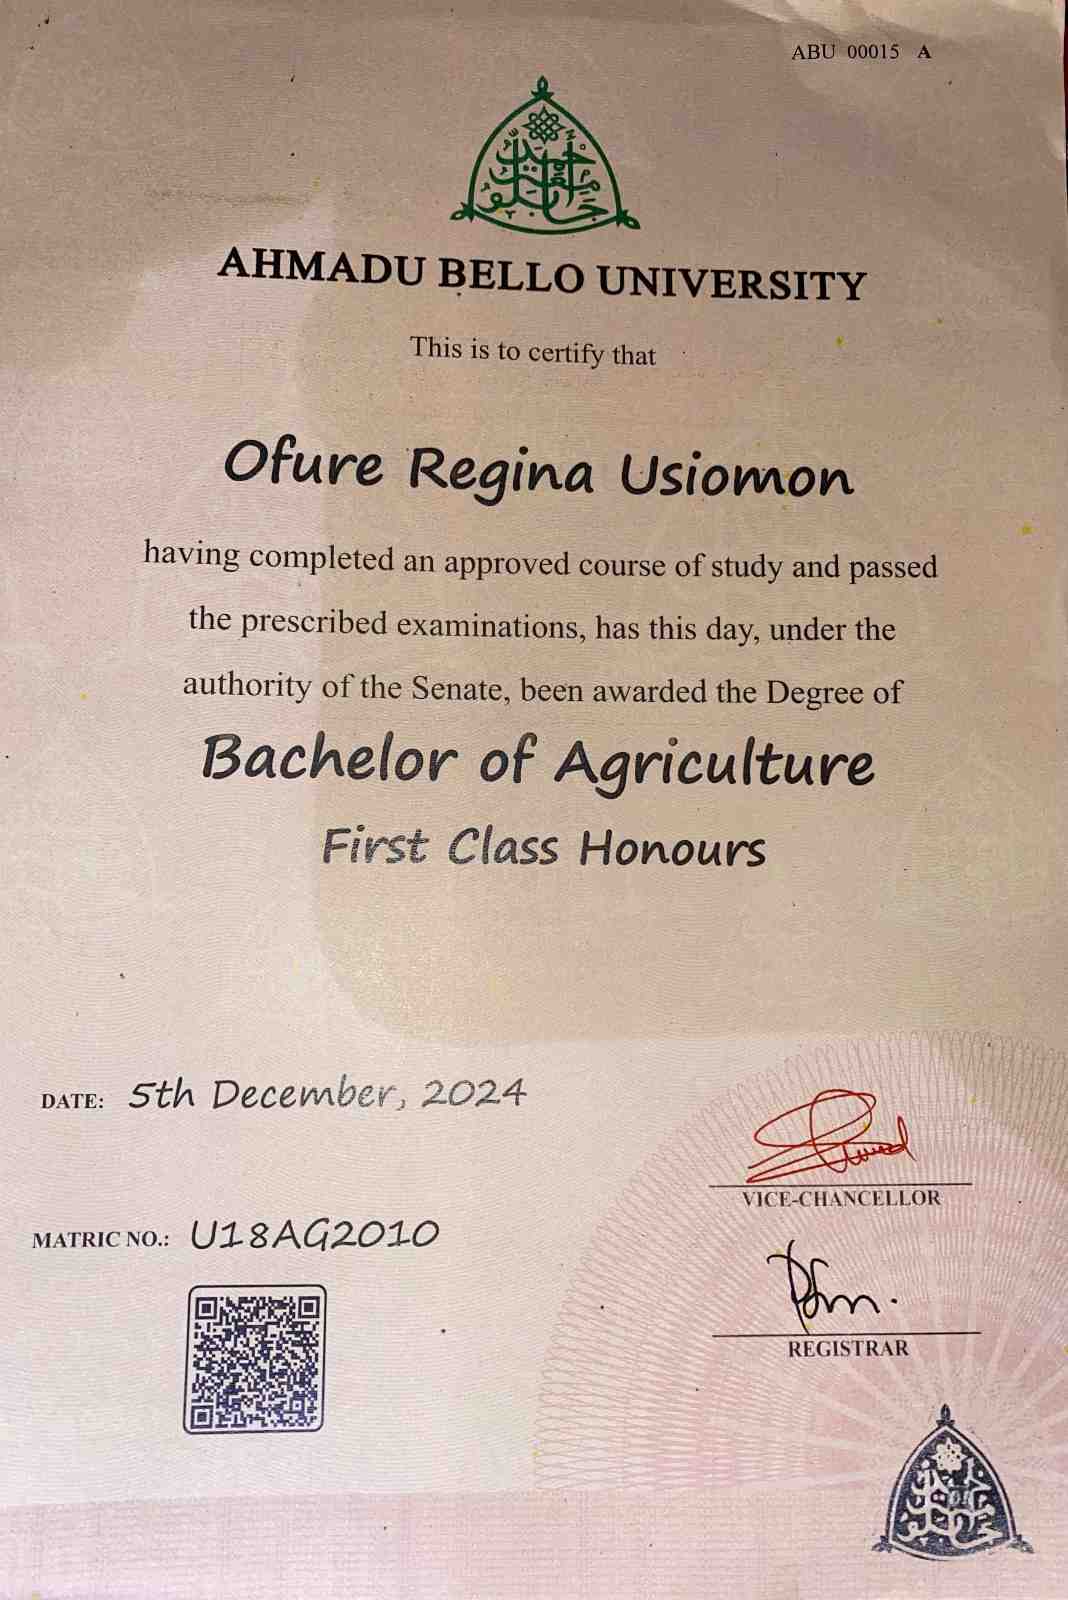 ABU 00015 A
AHMADU BELLO UNIVERSITY
This is to certify that
Ofure Regina Usiomon
having completed an approved course of study and passed
the prescribed examinations, has this day, under the
authority of the Senate, been awarded the Degree of
Bachelor of Agriculture
First Class Honours
DATE: 5th December, 2024
VICE-CHANCELLOR
MATRIC NO.: U18AG2010
REGISTRAR